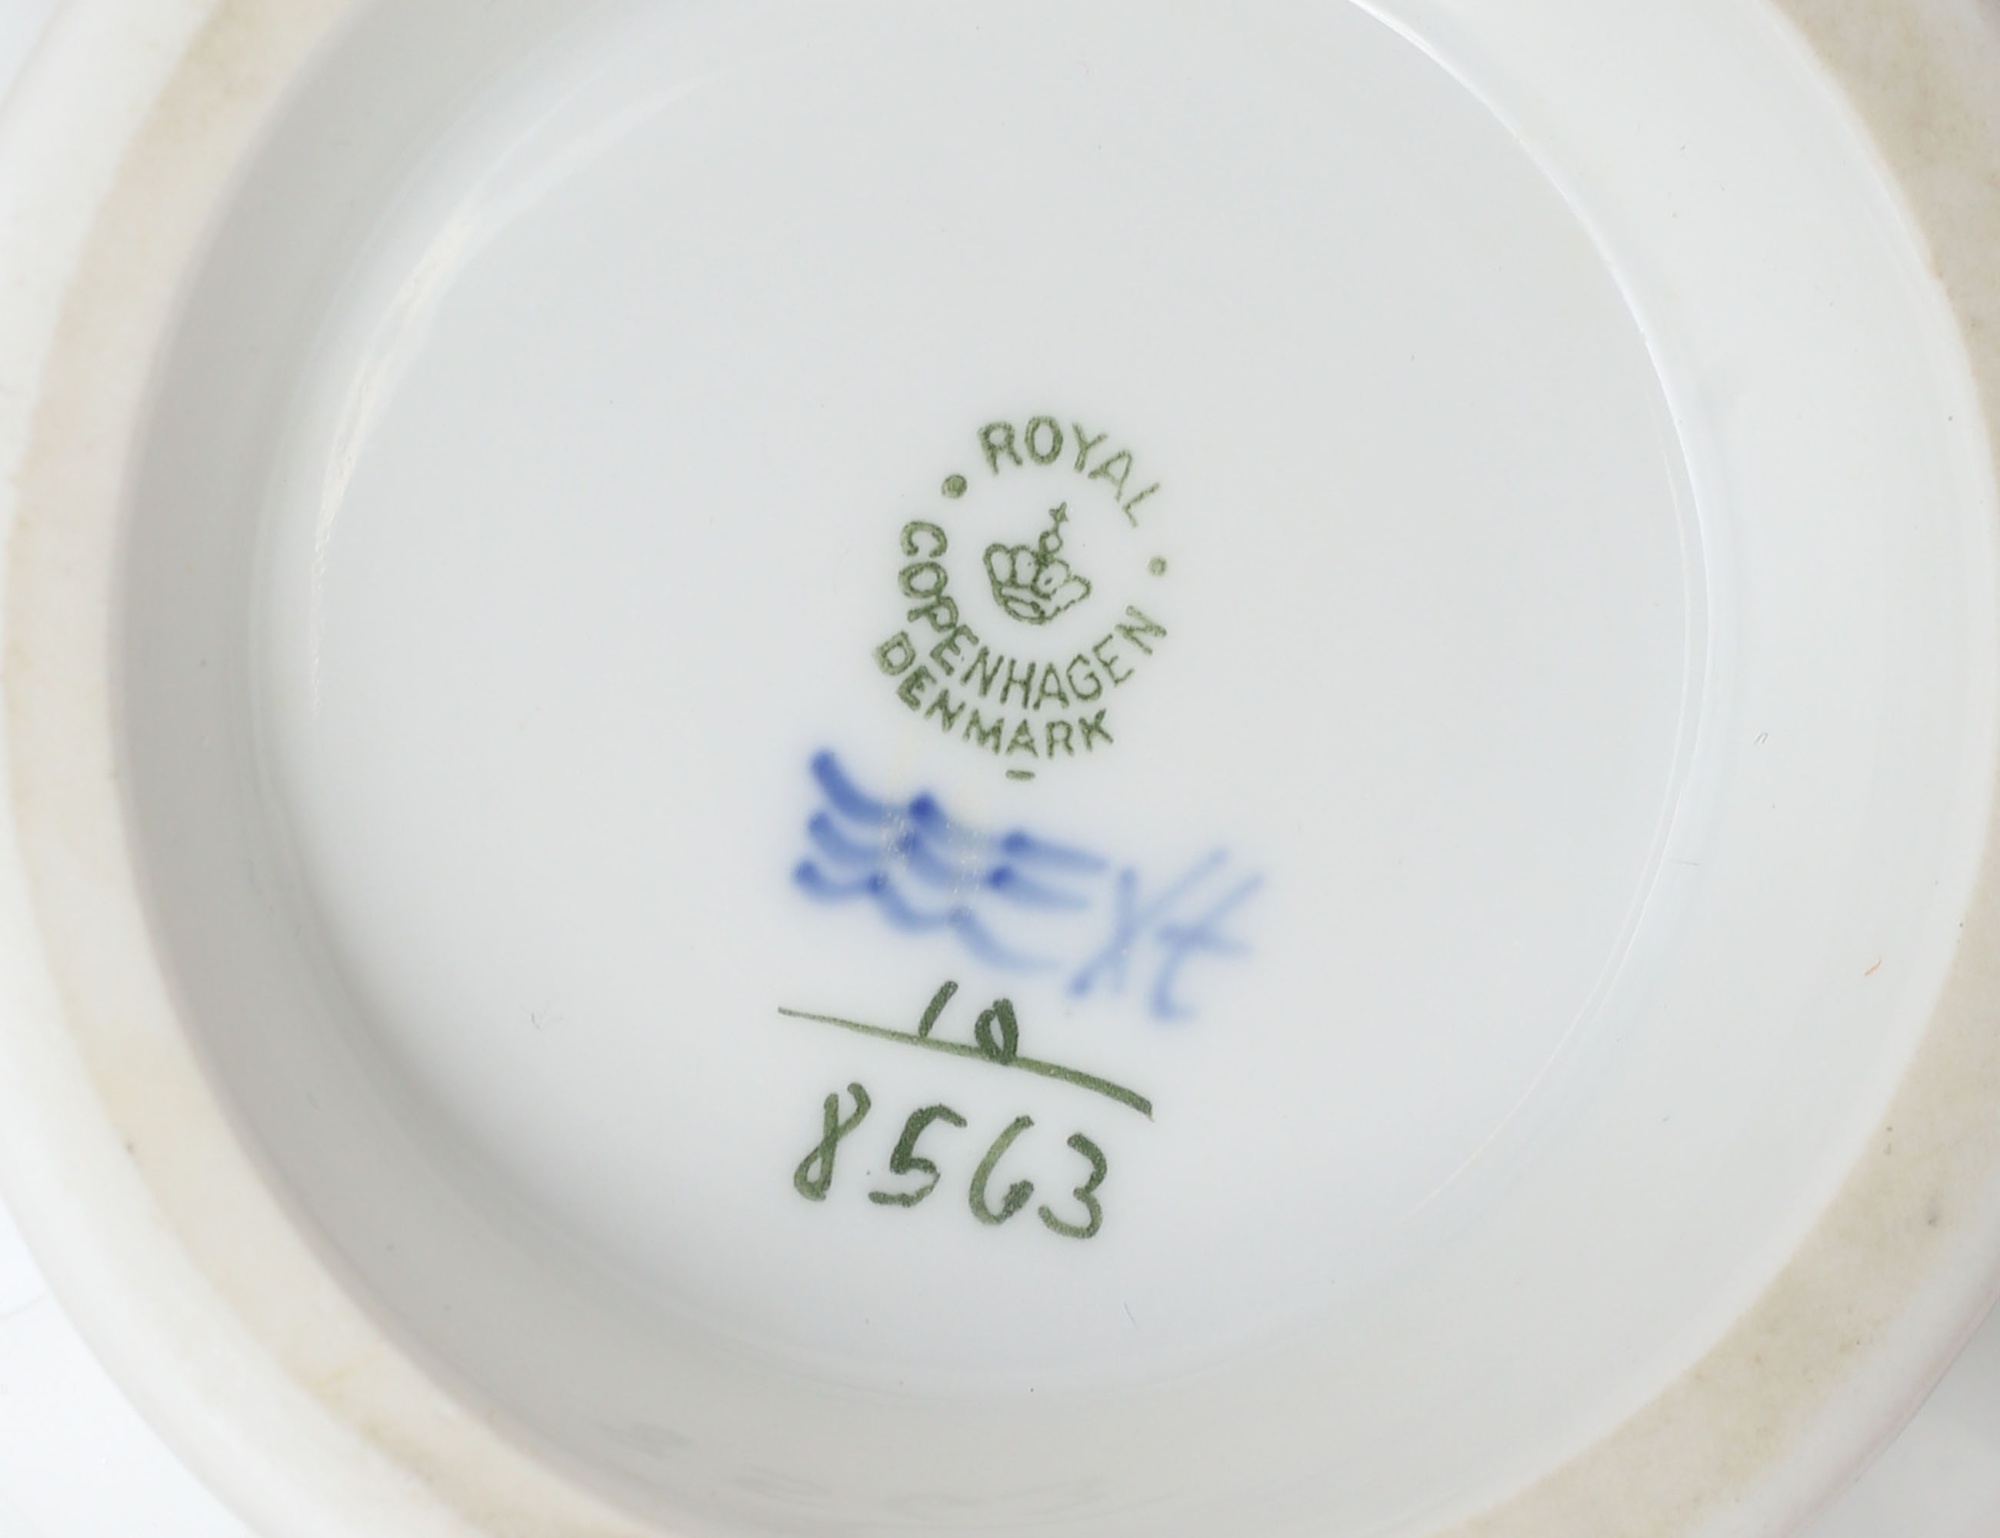 ROYAL
COPENHAGEN
DENMARK
10
8563